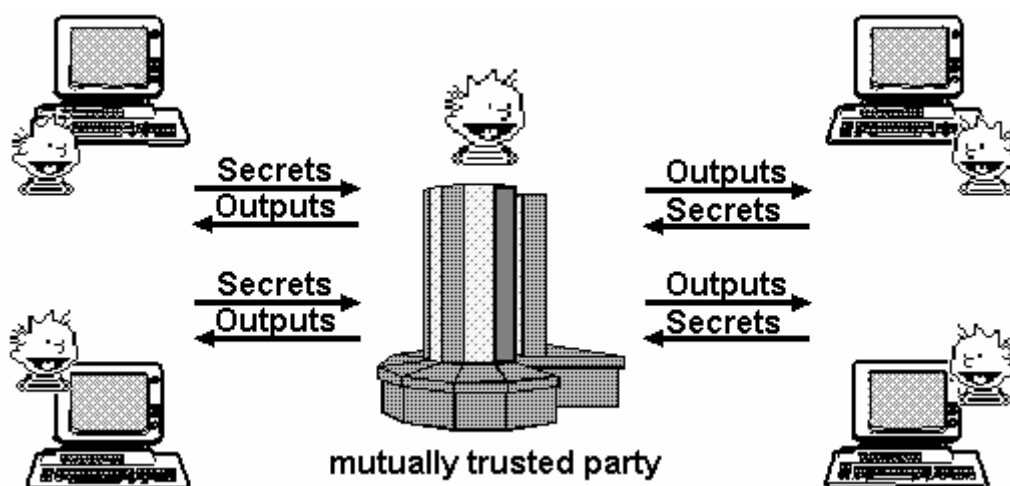 Secrets
Outputs
Outputs
Secrets
Secrets
Outputs
Outputs
Secrets
mutually trusted party